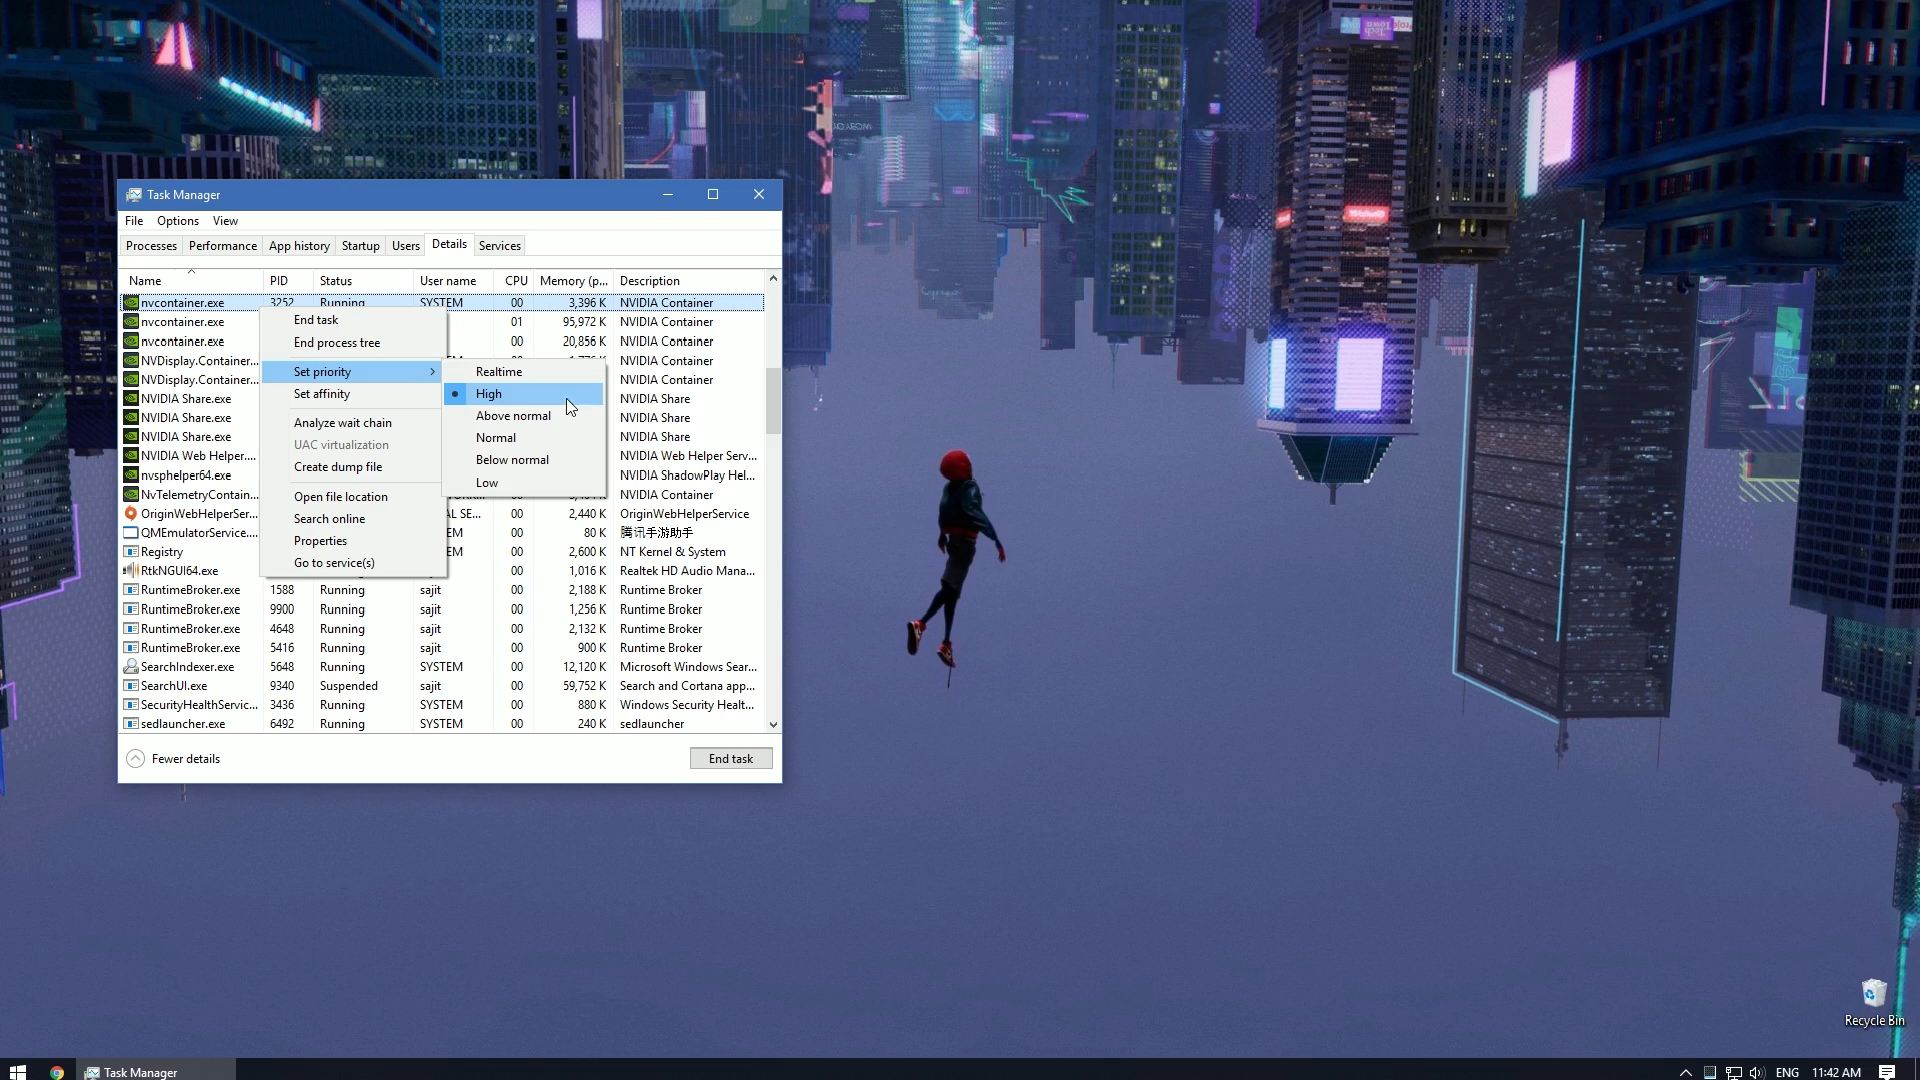 Task Manager
File Options View
Processes Performance App history Startup Users Details Services
Name PID Status User name CPU Memory (p... Description
nvcontainer.exe 3252 Running SYSTEM 00 3,396 K NVIDIA Container
nvcontainer.exe 01 95,972 K NVIDIA Container
nvcontainer.exe 00 20,856 K NVIDIA Container
NVDisplay.Container... NVIDIA Container
NVDisplay.Container... NVIDIA Container
NVIDIA Share.exe NVIDIA Share
NVIDIA Share.exe NVIDIA Share
NVIDIA Share.exe NVIDIA Share
NVIDIA Web Helper.... NVIDIA Web Helper Serv...
nvsphelper64.exe NVIDIA ShadowPlay Hel...
NvTelemetryContain... NVIDIA Container
OriginWebHelperSer... AL SE... 00 2,440 K OriginWebHelperService
QMEmulatorService.... EM 00 80 K 腾讯手游助手
Registry EM 00 2,600 K NT Kernel & System
RtkNGUI64.exe 00 1,016 K Realtek HD Audio Mana...
RuntimeBroker.exe 1588 Running sajit 00 2,188 K Runtime Broker
RuntimeBroker.exe 9900 Running sajit 00 1,256 K Runtime Broker
RuntimeBroker.exe 4648 Running sajit 00 2,132 K Runtime Broker
RuntimeBroker.exe 5416 Running sajit 00 900 K Runtime Broker
SearchIndexer.exe 5648 Running SYSTEM 00 12,120 K Microsoft Windows Sear...
SearchUI.exe 9340 Suspended sajit 00 59,752 K Search and Cortana app...
SecurityHealthServic... 3436 Running SYSTEM 00 880 K Windows Security Healt...
sedlauncher.exe 6492 Running SYSTEM 00 240 K sedlauncher
End task
End process tree
Set priority
Set affinity
Analyze wait chain
UAC virtualization
Create dump file
Open file location
Search online
Properties
Go to service(s)
Realtime
High
Above normal
Normal
Below normal
Low
Fewer details
End task
Recycle Bin
Task Manager
ENG 11:42 AM